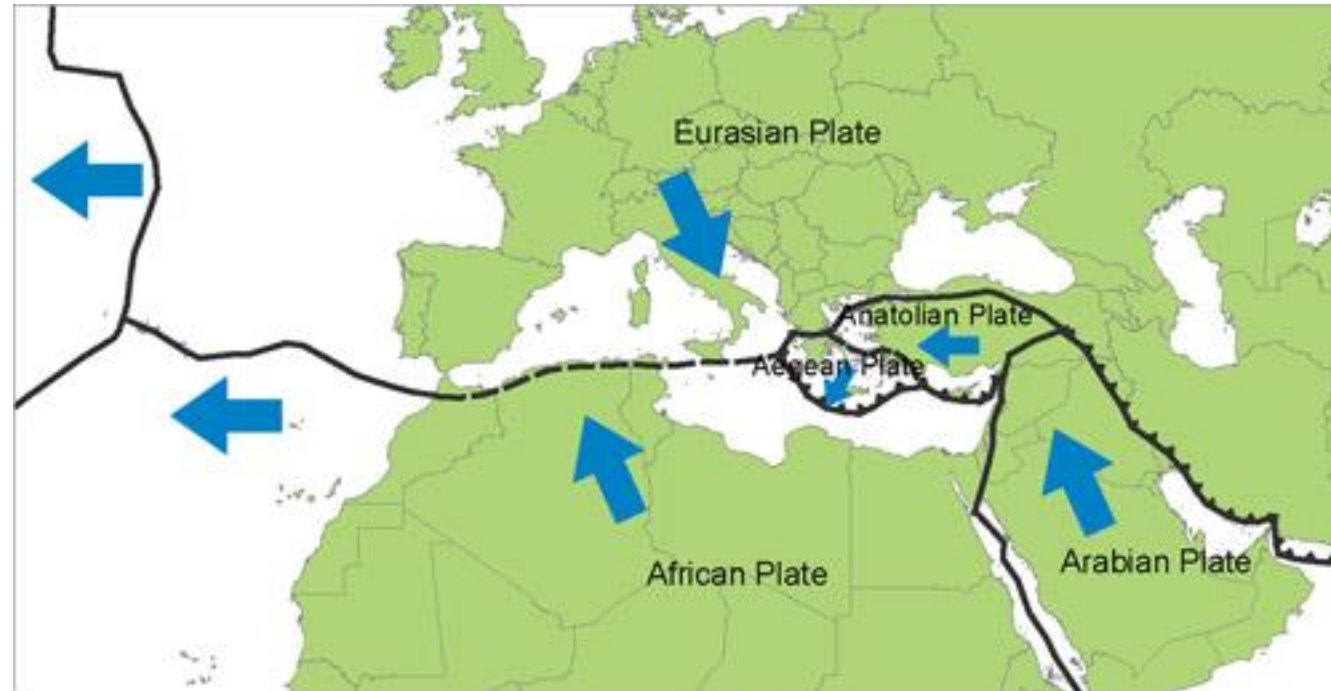 Eurasian Plate
Anatolian Plate
Aegean Plate
African Plate
Arabian Plate